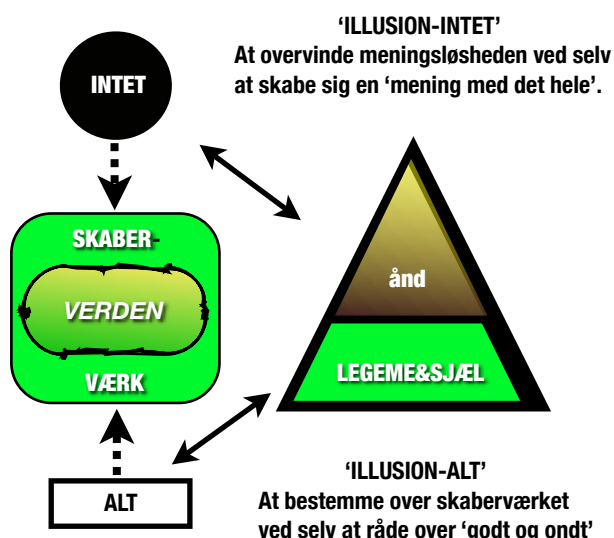 'ILLUSION-INTET'
At overvinde meningsløsheden ved selv
at skabe sig en 'mening med det hele'.
INTET
SKABER-
VERDEN
VÆRK
ånd
LEGEME&SJÆL
ALT
'ILLUSION-ALT'
At bestemme over skaberværket
ved selv at råde over 'godt og ondt'